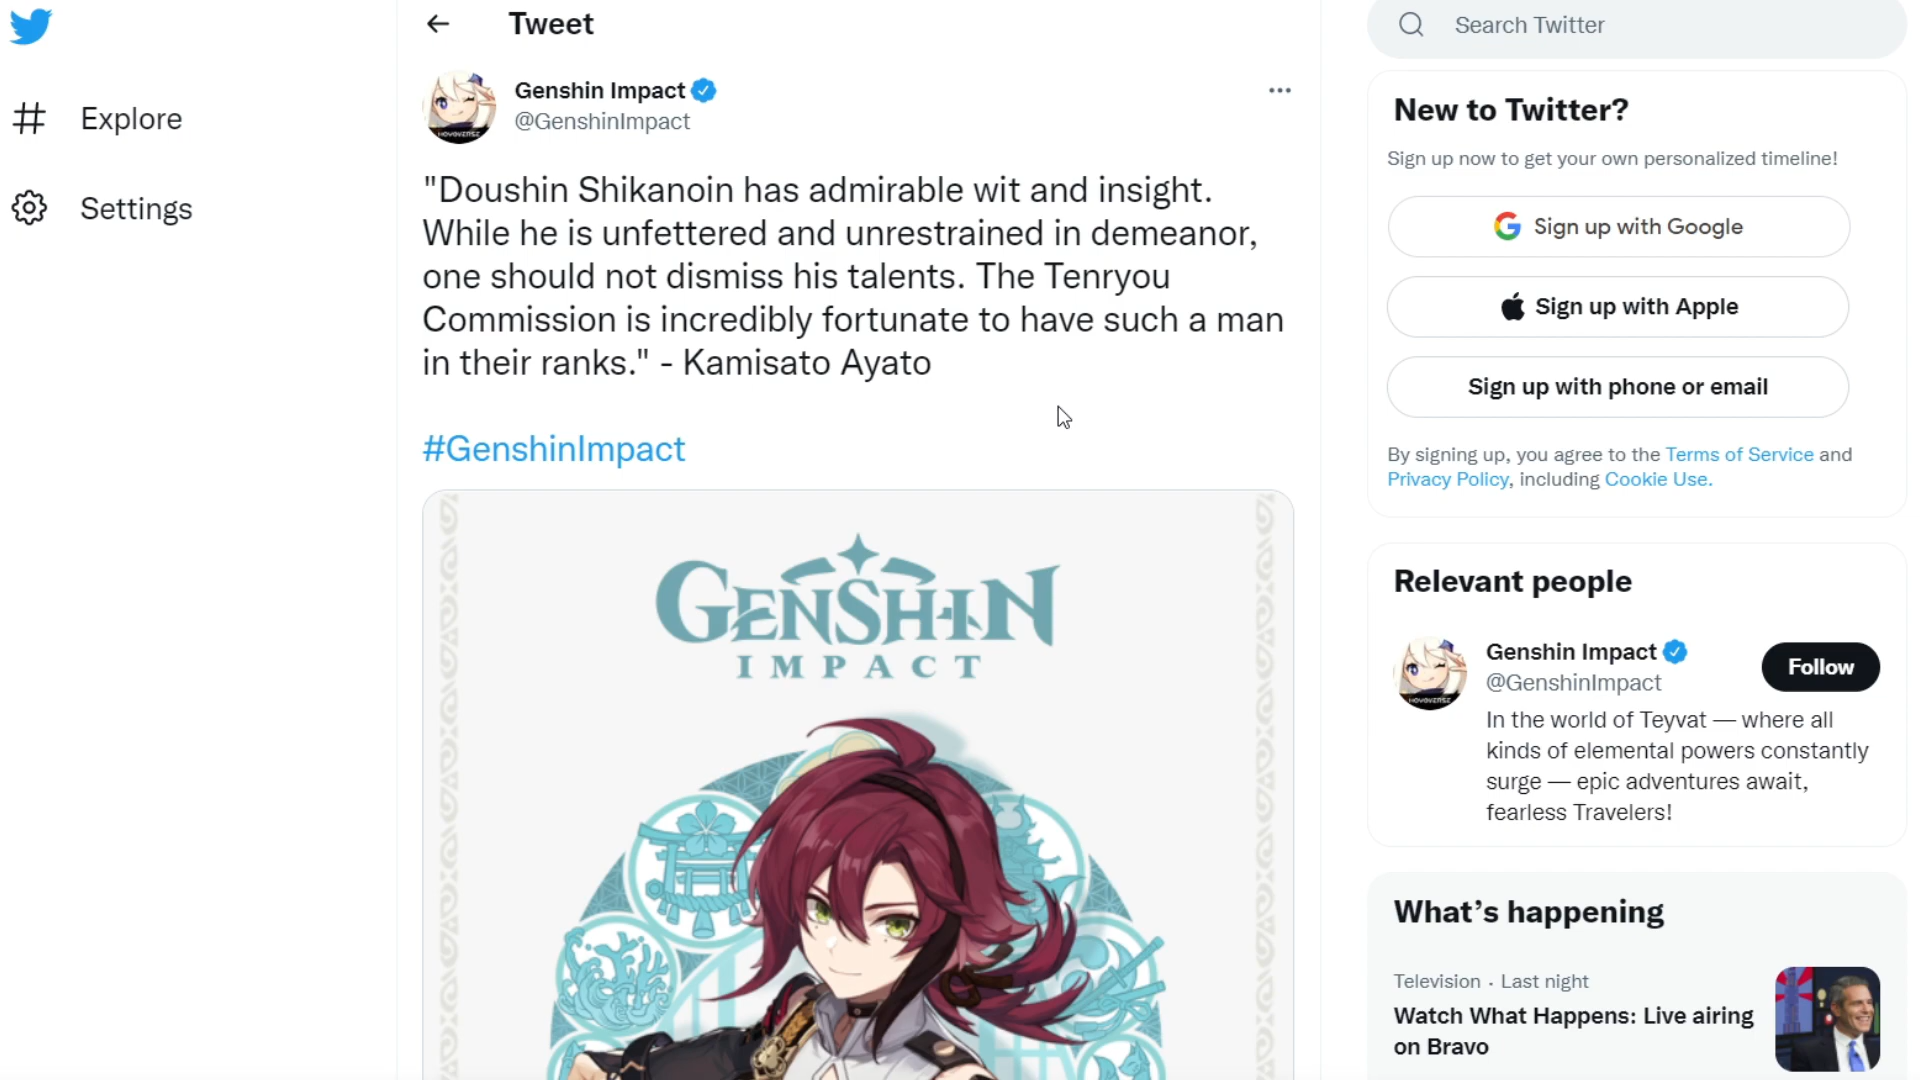 Tweet
Search Twitter
Explore
Settings
Genshin Impact
@GenshinImpact
"Doushin Shikanoin has admirable wit and insight.
While he is unfettered and unrestrained in demeanor,
one should not dismiss his talents. The Tenryou
Commission is incredibly fortunate to have such a man
in their ranks." - Kamisato Ayato
#GenshinImpact
GENSHIN
IMPACT
New to Twitter?
Sign up now to get your own personalized timeline!
Sign up with Google
Sign up with Apple
Sign up with phone or email
By signing up, you agree to the Terms of Service and
Privacy Policy, including Cookie Use.
Relevant people
Genshin Impact
@GenshinImpact
Follow
HOYOVERSE
HOYOVERSE
In the world of Teyvat — where all
kinds of elemental powers constantly
surge — epic adventures await,
fearless Travelers!
What's happening
Television · Last night
Watch What Happens: Live airing
on Bravo